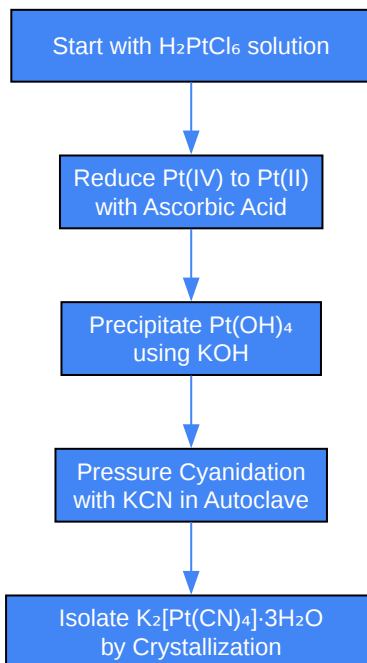 Start with H₂PtCl₆ solution
Reduce Pt(IV) to Pt(II)
with Ascorbic Acid
Precipitate Pt(OH)₄
using KOH
Pressure Cyanidation
with KCN in Autoclave
Isolate K₂[Pt(CN)₄]·3H₂O
by Crystallization